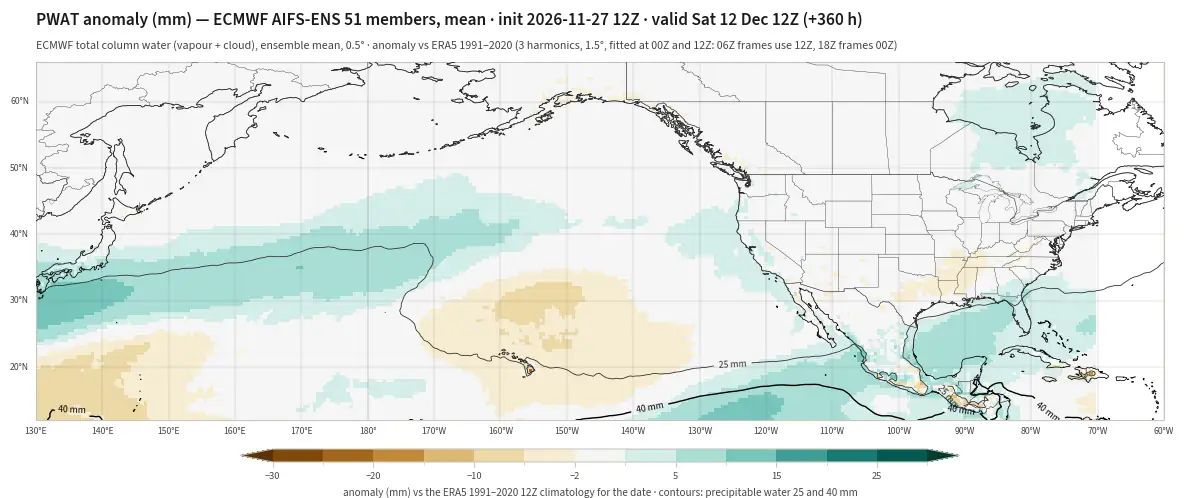 PWAT anomaly (mm) — ECMWF AIFS-ENS 51 members, mean · init 2026-11-27 12Z · valid Sat 12 Dec 12Z (+360 h)
ECMWF total column water (vapour + cloud), ensemble mean, 0.5° · anomaly vs ERA5 1991–2020 (3 harmonics, 1.5°, fitted at 00Z and 12Z: 06Z frames use 12Z, 18Z frames 00Z)
60°N
50°N
40°N
30°N
20°N
25 mm
40 mm
40 mm
25
40 mm
40 mm
130°E 140°E 150°E 160°E 170°E 180° 170°W 160°W 150°W 140°W 130°W 120°W 110°W 100°W 90°W 80°W 70°W 60°W
−30 −20 −10 −2 5 15 25
anomaly (mm) vs the ERA5 1991–2020 12Z climatology for the date · contours: precipitable water 25 and 40 mm